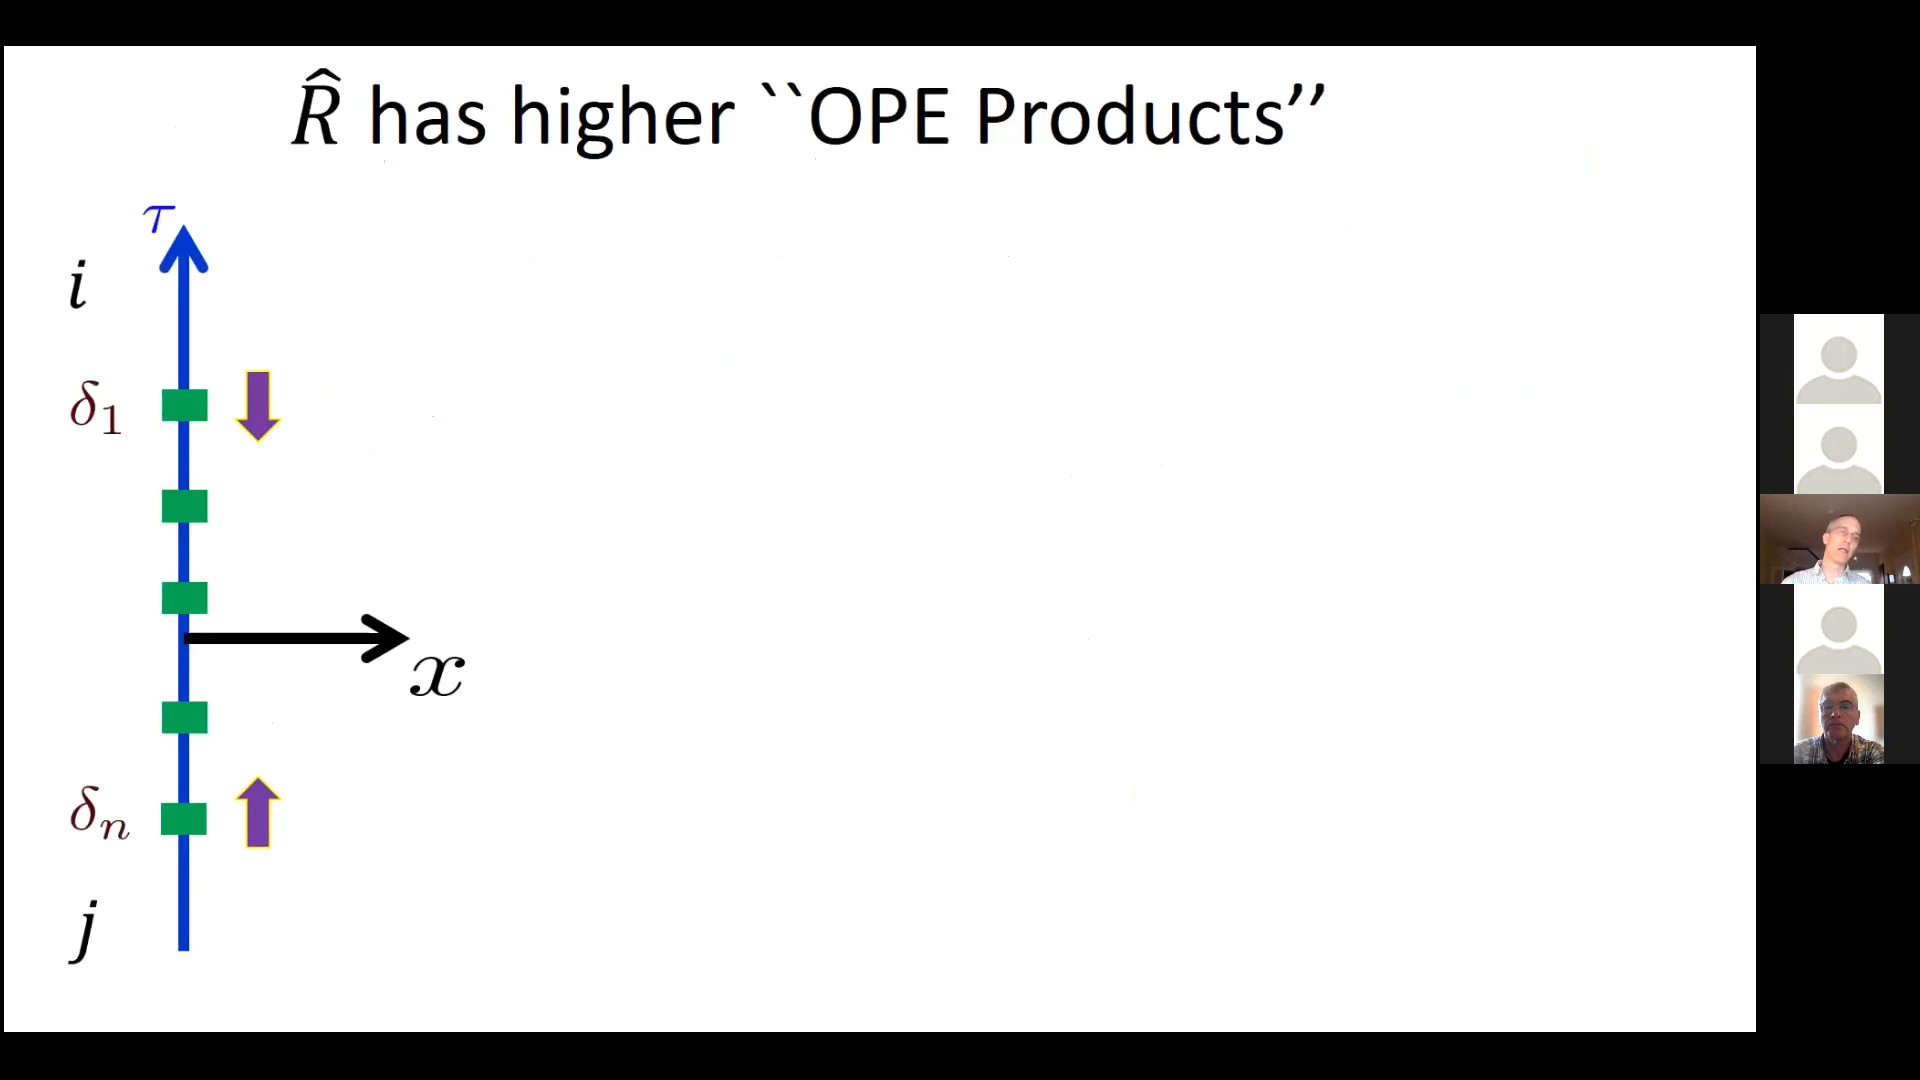 R̂ has higher ``OPE Products’’
τ
i
δ₁
x
δₙ
j